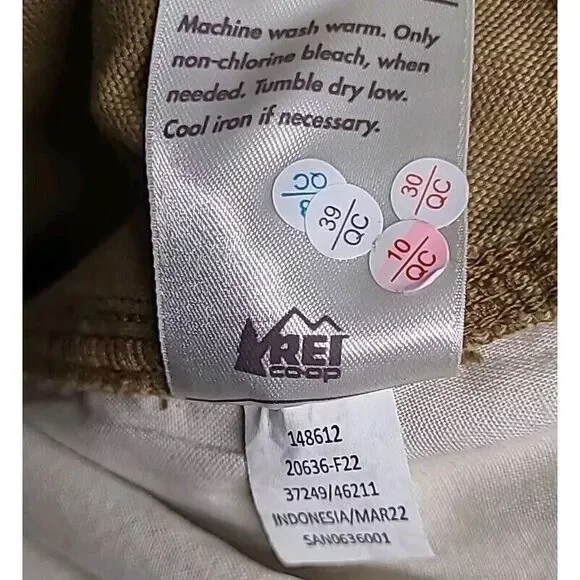 Machine wash warm. Only
non-chlorine bleach, when
needed. Tumble dry low.
Cool iron if necessary.
QC
39
QC
30
QC
10
QC
REI
CO·OP
148612
20636-F22
37249/46211
INDONESIA/MAR22
SAN0636001